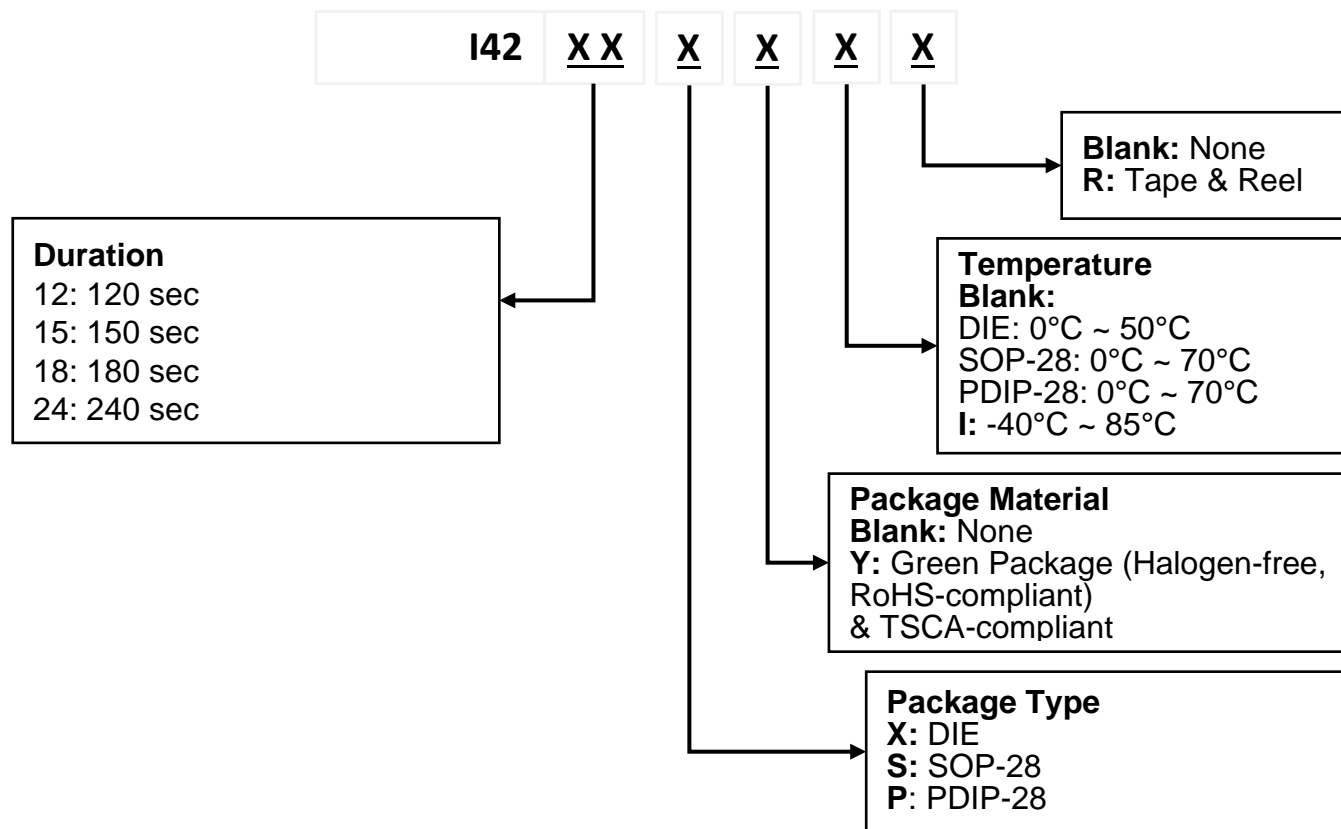 I42 X X X X X X
Blank: None
R: Tape & Reel
Duration
12: 120 sec
15: 150 sec
18: 180 sec
24: 240 sec
Temperature
Blank:
DIE: 0°C ~ 50°C
SOP-28: 0°C ~ 70°C
PDIP-28: 0°C ~ 70°C
I: -40°C ~ 85°C
Package Material
Blank: None
Y: Green Package (Halogen-free,
RoHS-compliant)
& TSCA-compliant
Package Type
X: DIE
S: SOP-28
P: PDIP-28